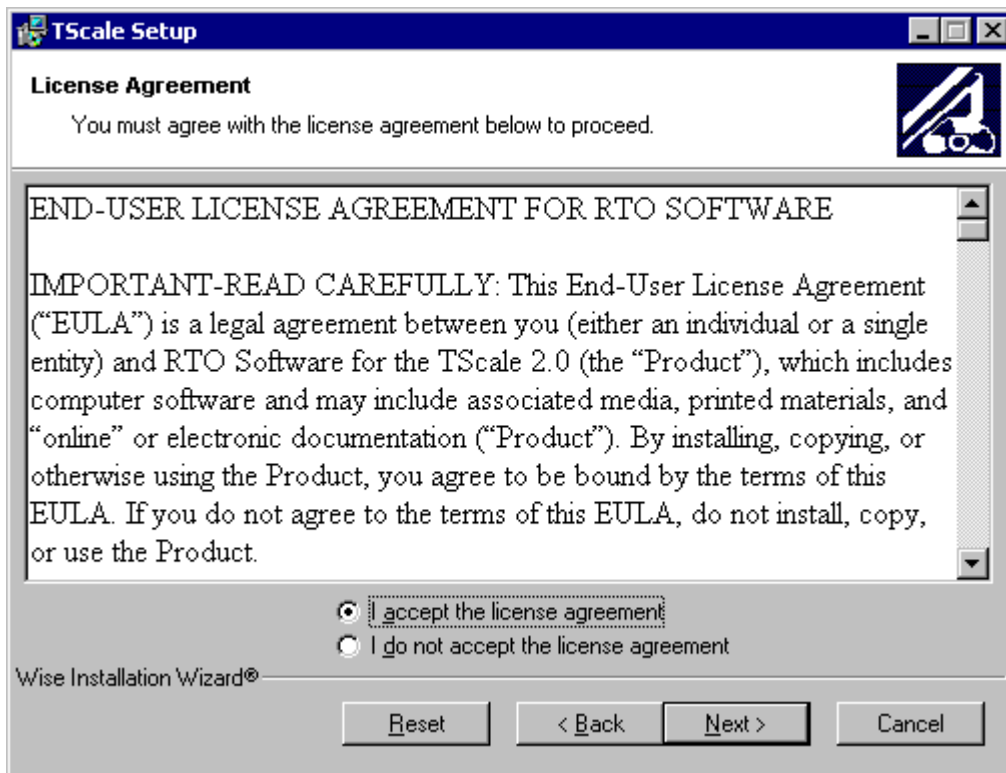 TScale Setup
License Agreement
You must agree with the license agreement below to proceed.
END-USER LICENSE AGREEMENT FOR RTO SOFTWARE
IMPORTANT-READ CAREFULLY: This End-User License Agreement
(“EULA”) is a legal agreement between you (either an individual or a single
entity) and RTO Software for the TScale 2.0 (the “Product”), which includes
computer software and may include associated media, printed materials, and
“online” or electronic documentation (“Product”). By installing, copying, or
otherwise using the Product, you agree to be bound by the terms of this
EULA. If you do not agree to the terms of this EULA, do not install, copy,
or use the Product.
I accept the license agreement
I do not accept the license agreement
Wise Installation Wizard®
Reset
< Back
Next >
Cancel